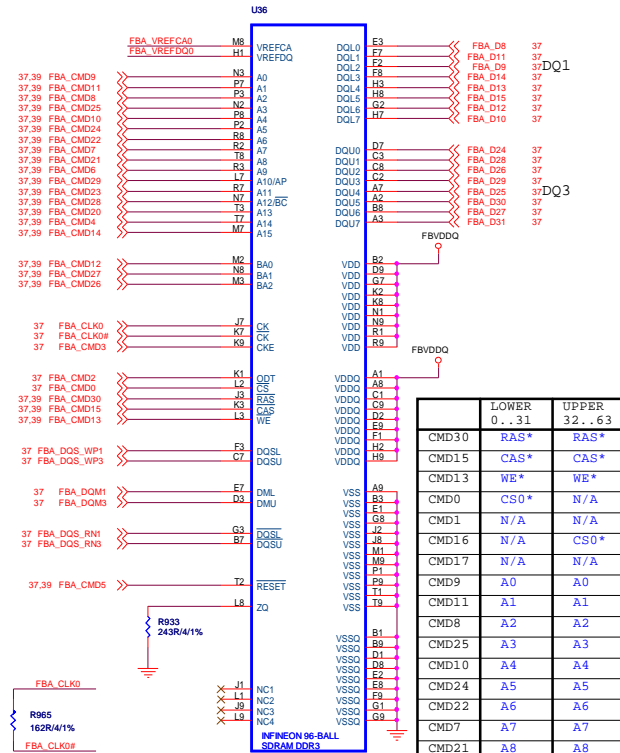 U36
FBA_VREFCA0 M8 VREFCA
FBA_VREFDQ0 H1 VREFDQ
37,39 FBA_CMD9 N3 A0
37,39 FBA_CMD11 P7 A1
37,39 FBA_CMD8 P3 A2
37,39 FBA_CMD25 N2 A3
37,39 FBA_CMD10 P8 A4
37,39 FBA_CMD24 P2 A5
37,39 FBA_CMD22 R8 A6
37,39 FBA_CMD7 R2 A7
37,39 FBA_CMD21 T8 A8
37,39 FBA_CMD6 R3 A9
37,39 FBA_CMD29 L7 A10/AP
37,39 FBA_CMD23 R7 A11
37,39 FBA_CMD28 N7 A12/BC
37,39 FBA_CMD20 T3 A13
37,39 FBA_CMD4 T7 A14
37,39 FBA_CMD14 M7 A15
37,39 FBA_CMD12 M2 BA0
37,39 FBA_CMD27 N8 BA1
37,39 FBA_CMD26 M3 BA2
37 FBA_CLK0 J7 CK
37 FBA_CLK0# K7 CK
37 FBA_CMD3 K9 CKE
37 FBA_CMD2 K1 ODT
37 FBA_CMD0 L2 CS
37,39 FBA_CMD30 J3 RAS
37,39 FBA_CMD15 K3 CAS
37,39 FBA_CMD13 L3 WE
37 FBA_DQS_WP1 F3 DQSL
37 FBA_DQS_WP3 C7 DQSU
37 FBA_DQM1 E7 DML
37 FBA_DQM3 D3 DMU
37 FBA_DQS_RN1 G3 DQSL
37 FBA_DQS_RN3 B7 DQSU
37,39 FBA_CMD5 T2 RESET
L8 ZQ
R933
243R/4/1%
J1 NC1
L1 NC2
J9 NC3
L9 NC4
FBA_CLK0
R965
162R/4/1%
FBA_CLK0#
INFINEON 96-BALL
SDRAM DDR3
DQL0 E3 FBA_D8 37
DQL1 F7 FBA_D11 37
DQL2 F2 FBA_D9 37 DQ1
DQL3 F8 FBA_D14 37
DQL4 H3 FBA_D13 37
DQL5 H8 FBA_D15 37
DQL6 G2 FBA_D12 37
DQL7 H7 FBA_D10 37
DQU0 D7 FBA_D24 37
DQU1 C3 FBA_D28 37
DQU2 C8 FBA_D26 37
DQU3 C2 FBA_D29 37
DQU4 A7 FBA_D25 37 DQ3
DQU5 A2 FBA_D30 37
DQU6 B8 FBA_D27 37
DQU7 A3 FBA_D31 37
FBVDDQ
VDD B2
VDD D9
VDD G7
VDD K2
VDD K8
VDD N1
VDD N9
VDD R1
VDD R9
FBVDDQ
VDDQ A1
VDDQ A8
VDDQ C1
VDDQ C9
VDDQ D2
VDDQ E9
VDDQ F1
VDDQ H2
VDDQ H9
VSS A9
VSS B3
VSS E1
VSS G8
VSS J2
VSS J8
VSS M1
VSS M9
VSS P1
VSS P9
VSS T1
VSS T9
VSSQ B1
VSSQ B9
VSSQ D1
VSSQ D8
VSSQ E2
VSSQ E8
VSSQ F9
VSSQ G1
VSSQ G9
LOWER 0..31 UPPER 32..63
CMD30 RAS* RAS*
CMD15 CAS* CAS*
CMD13 WE* WE*
CMD0 CS0* N/A
CMD1 N/A N/A
CMD16 N/A CS0*
CMD17 N/A N/A
CMD9 A0 A0
CMD11 A1 A1
CMD8 A2 A2
CMD25 A3 A3
CMD10 A4 A4
CMD24 A5 A5
CMD22 A6 A6
CMD7 A7 A7
CMD21 A8 A8